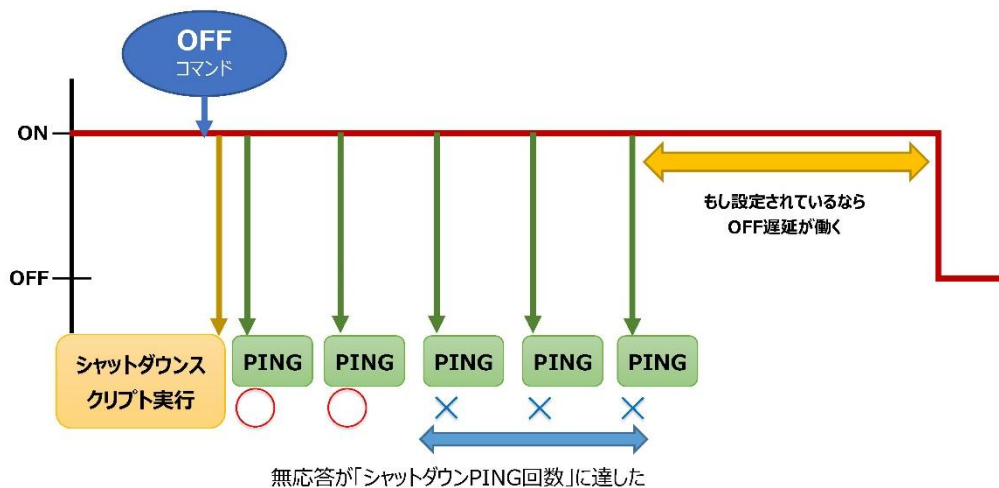 OFF
コマンド
ON
もし設定されているなら
OFF遅延が働く
OFF
シャットダウンス
クリプト実行
PING
PING
PING
PING
PING
無応答が「シャットダウンPING回数」に達した